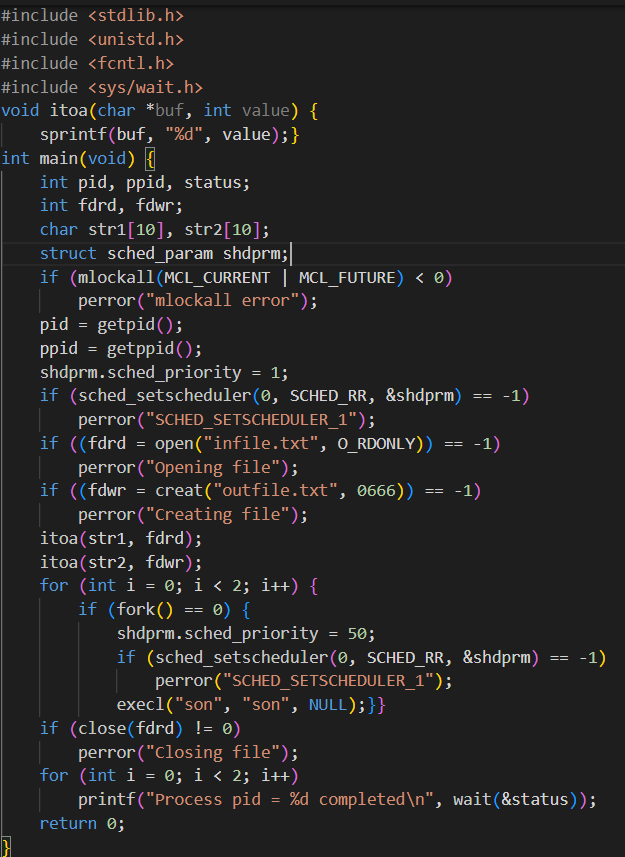 #include <stdlib.h>
#include <unistd.h>
#include <fcntl.h>
#include <sys/wait.h>
void itoa(char *buf, int value) {
    sprintf(buf, "%d", value);}
int main(void) {
    int pid, ppid, status;
    int fdrd, fdwr;
    char str1[10], str2[10];
    struct sched_param shdprm;
    if (mlockall(MCL_CURRENT | MCL_FUTURE) < 0)
        perror("mlockall error");
    pid = getpid();
    ppid = getppid();
    shdprm.sched_priority = 1;
    if (sched_setscheduler(0, SCHED_RR, &shdprm) == -1)
        perror("SCHED_SETSCHEDULER_1");
    if ((fdrd = open("infile.txt", O_RDONLY)) == -1)
        perror("Opening file");
    if ((fdwr = creat("outfile.txt", 0666)) == -1)
        perror("Creating file");
    itoa(str1, fdrd);
    itoa(str2, fdwr);
    for (int i = 0; i < 2; i++) {
        if (fork() == 0) {
            shdprm.sched_priority = 50;
            if (sched_setscheduler(0, SCHED_RR, &shdprm) == -1)
                perror("SCHED_SETSCHEDULER_1");
            execl("son", "son", NULL);}}
    if (close(fdrd) != 0)
        perror("Closing file");
    for (int i = 0; i < 2; i++)
        printf("Process pid = %d completed\n", wait(&status));
    return 0;
}